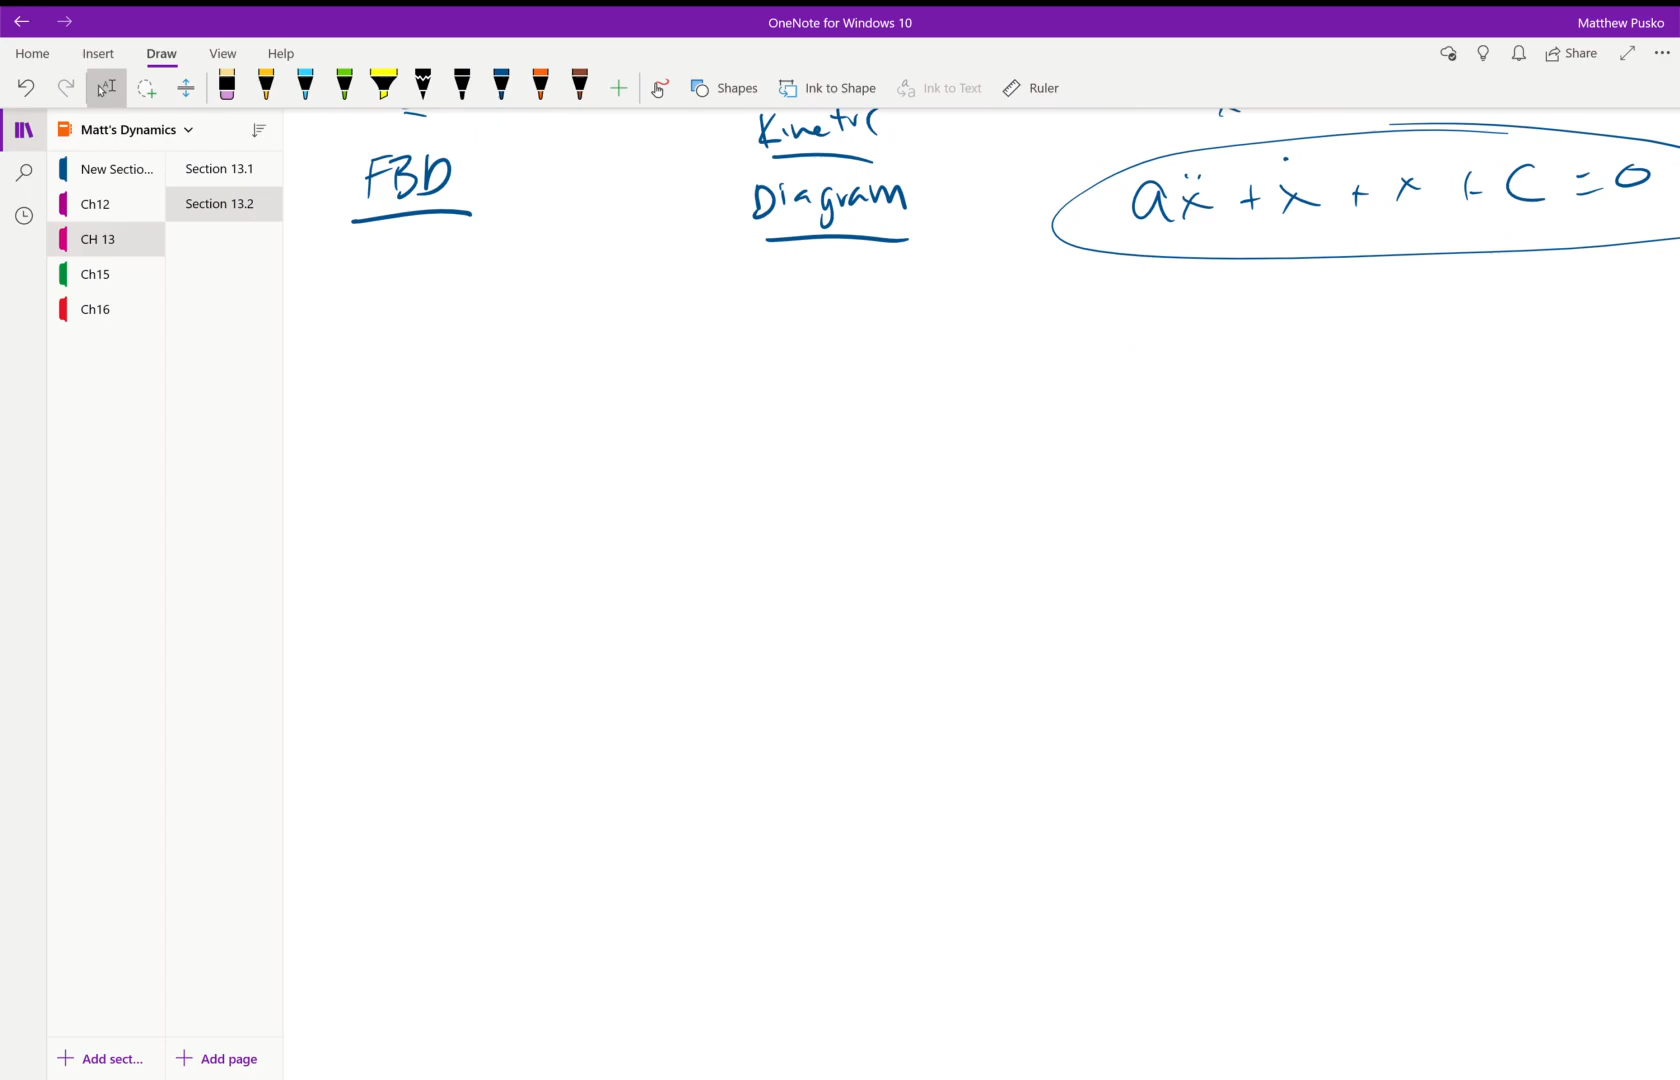 OneNote for Windows 10
Matthew Pusko
Home Insert Draw View Help
Share
Shapes Ink to Shape Ink to Text Ruler
Matt's Dynamics
New Sectio...
Ch12
CH 13
Ch15
Ch16
Section 13.1
Section 13.2
FBD
Kinetic
Diagram
aẍ + ẋ + x + C = 0
Add sect...
Add page